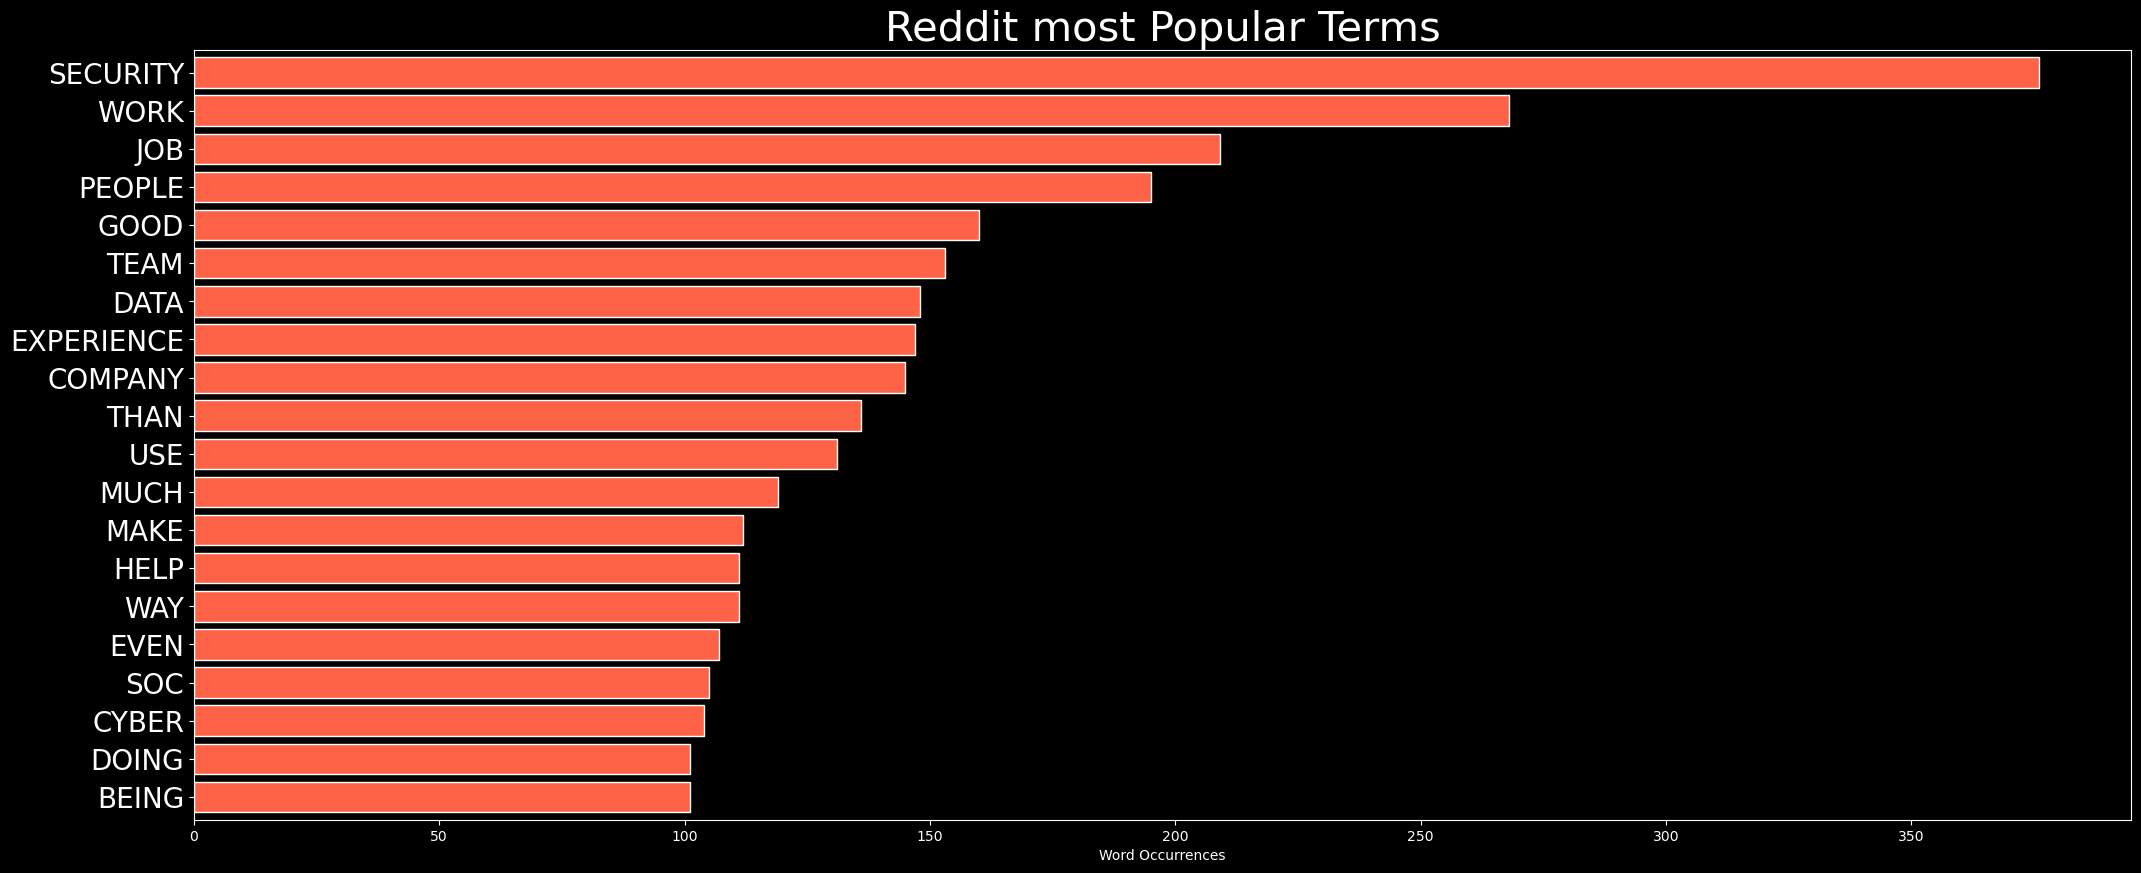 Reddit most Popular Terms
SECURITY
WORK
JOB
PEOPLE
GOOD
TEAM
DATA
EXPERIENCE
COMPANY
THAN
USE
MUCH
MAKE
HELP
WAY
EVEN
SOC
CYBER
DOING
BEING
0 50 100 150 200 250 300 350
Word Occurrences